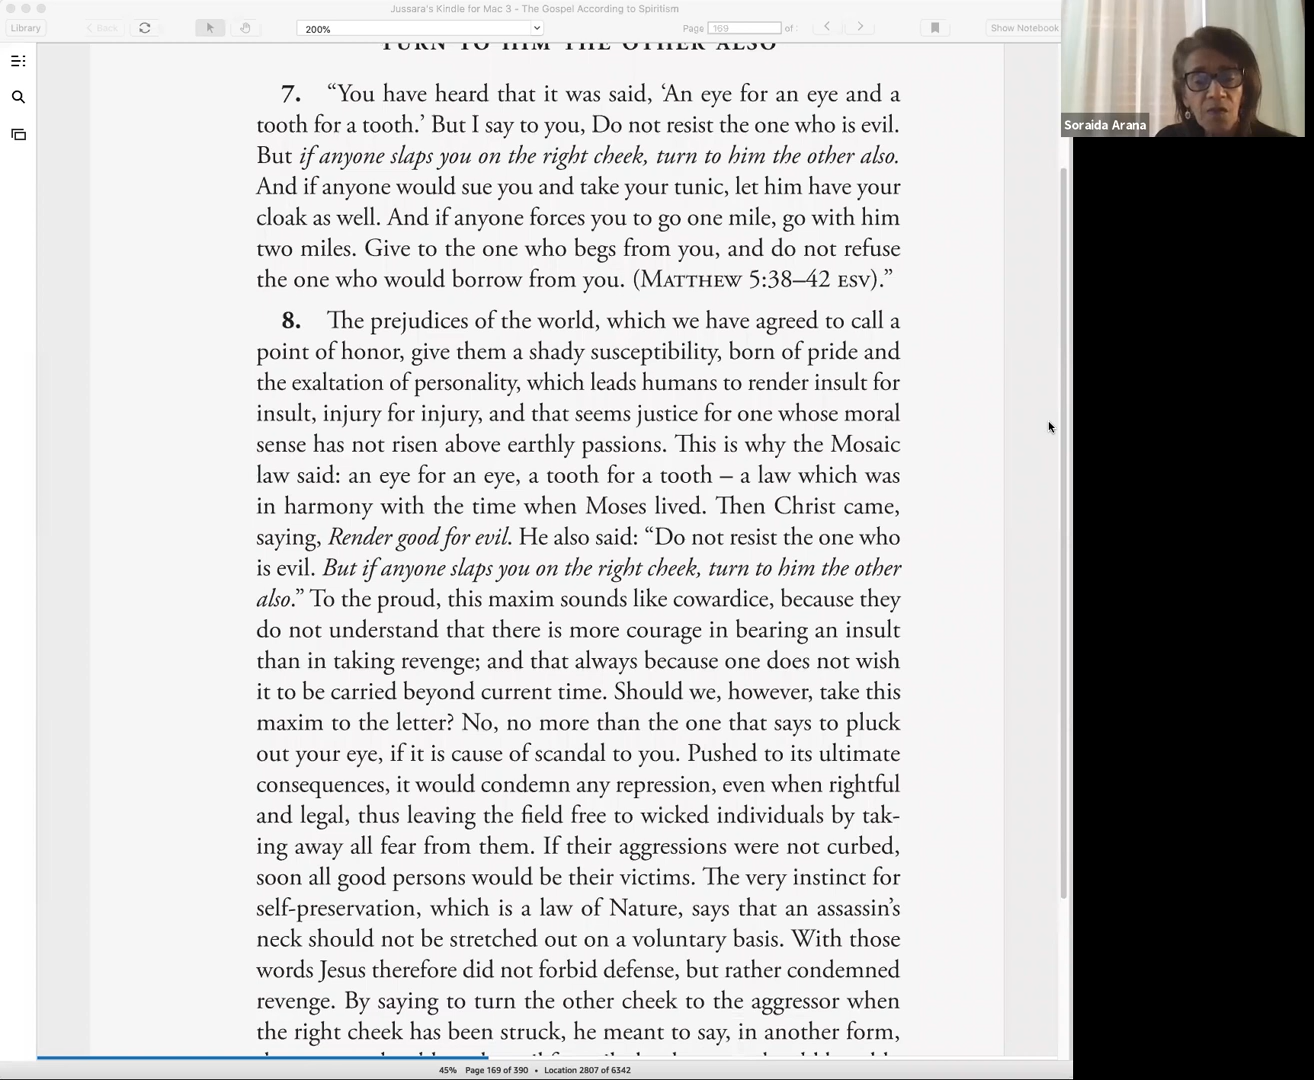 Jussara's Kindle for Mac 3 - The Gospel According to Spiritism
Library
Back
200%
Page 169 of
Show Notebook
TURN TO HIM THE OTHER ALSO
7. “You have heard that it was said, ‘An eye for an eye and a
tooth for a tooth.’ But I say to you, Do not resist the one who is evil.
But if anyone slaps you on the right cheek, turn to him the other also.
And if anyone would sue you and take your tunic, let him have your
cloak as well. And if anyone forces you to go one mile, go with him
two miles. Give to the one who begs from you, and do not refuse
the one who would borrow from you. (Matthew 5:38–42 ESV).”
8. The prejudices of the world, which we have agreed to call a
point of honor, give them a shady susceptibility, born of pride and
the exaltation of personality, which leads humans to render insult for
insult, injury for injury, and that seems justice for one whose moral
sense has not risen above earthly passions. This is why the Mosaic
law said: an eye for an eye, a tooth for a tooth – a law which was
in harmony with the time when Moses lived. Then Christ came,
saying, Render good for evil. He also said: “Do not resist the one who
is evil. But if anyone slaps you on the right cheek, turn to him the other
also.” To the proud, this maxim sounds like cowardice, because they
do not understand that there is more courage in bearing an insult
than in taking revenge; and that always because one does not wish
it to be carried beyond current time. Should we, however, take this
maxim to the letter? No, no more than the one that says to pluck
out your eye, if it is cause of scandal to you. Pushed to its ultimate
consequences, it would condemn any repression, even when rightful
and legal, thus leaving the field free to wicked individuals by tak-
ing away all fear from them. If their aggressions were not curbed,
soon all good persons would be their victims. The very instinct for
self-preservation, which is a law of Nature, says that an assassin’s
neck should not be stretched out on a voluntary basis. With those
words Jesus therefore did not forbid defense, but rather condemned
revenge. By saying to turn the other cheek to the aggressor when
the right cheek has been struck, he meant to say, in another form,
45% Page 169 of 390 • Location 2807 of 6342
Soraida Arana